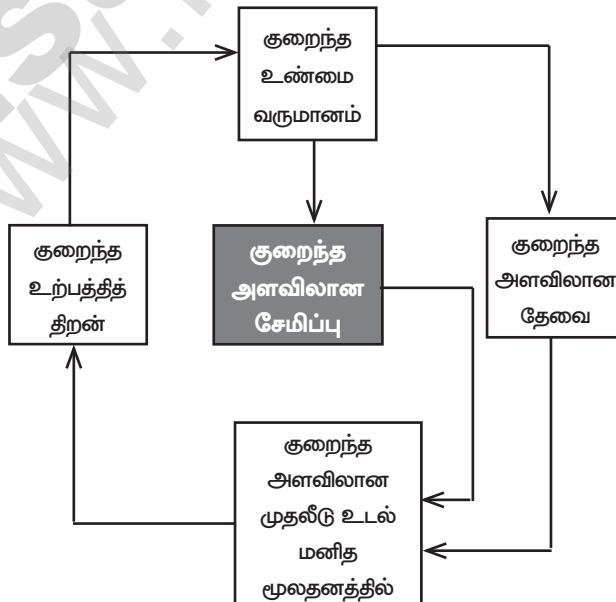 குறைந்த
உண்மை
வருமானம்
குறைந்த
உற்பத்தித்
திறன்
குறைந்த
அளவிலான
சேமிப்பு
குறைந்த
அளவிலான
தேவை
குறைந்த
அளவிலான
முதலீடு உடல்
மனித
மூலதனத்தில்